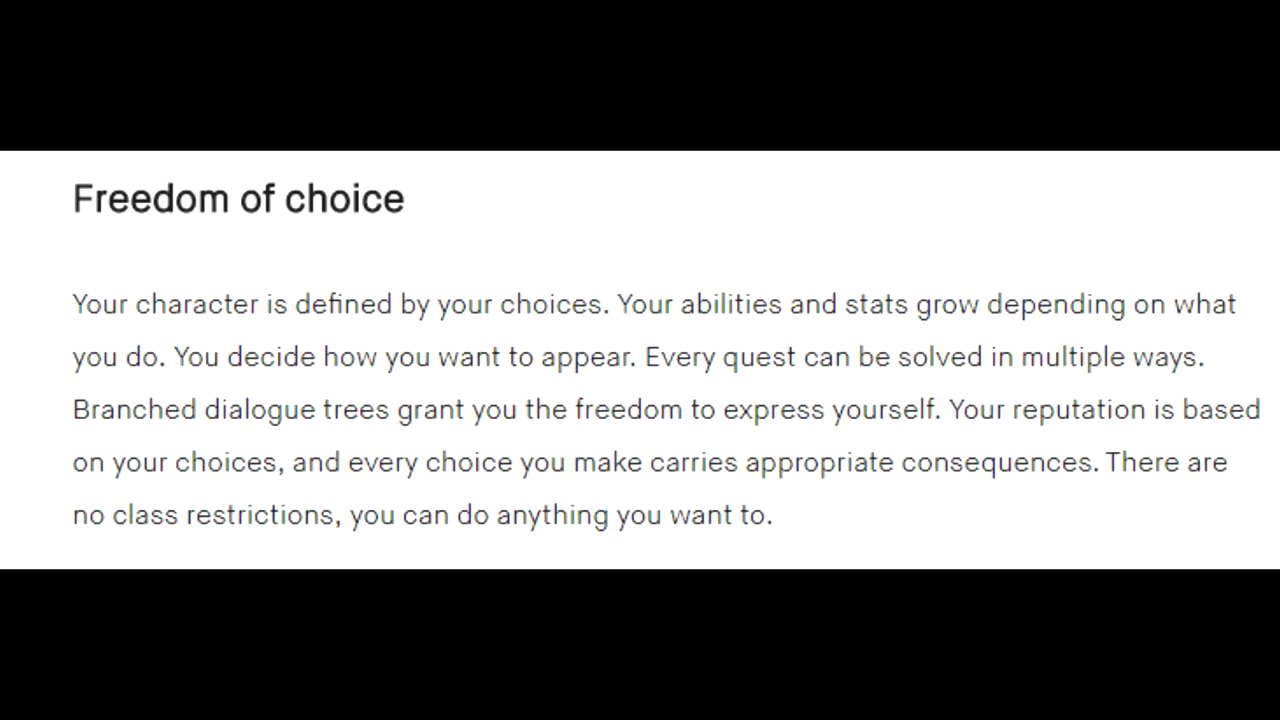 Freedom of choice
Your character is defined by your choices. Your abilities and stats grow depending on what
you do. You decide how you want to appear. Every quest can be solved in multiple ways.
Branched dialogue trees grant you the freedom to express yourself. Your reputation is based
on your choices, and every choice you make carries appropriate consequences. There are
no class restrictions, you can do anything you want to.